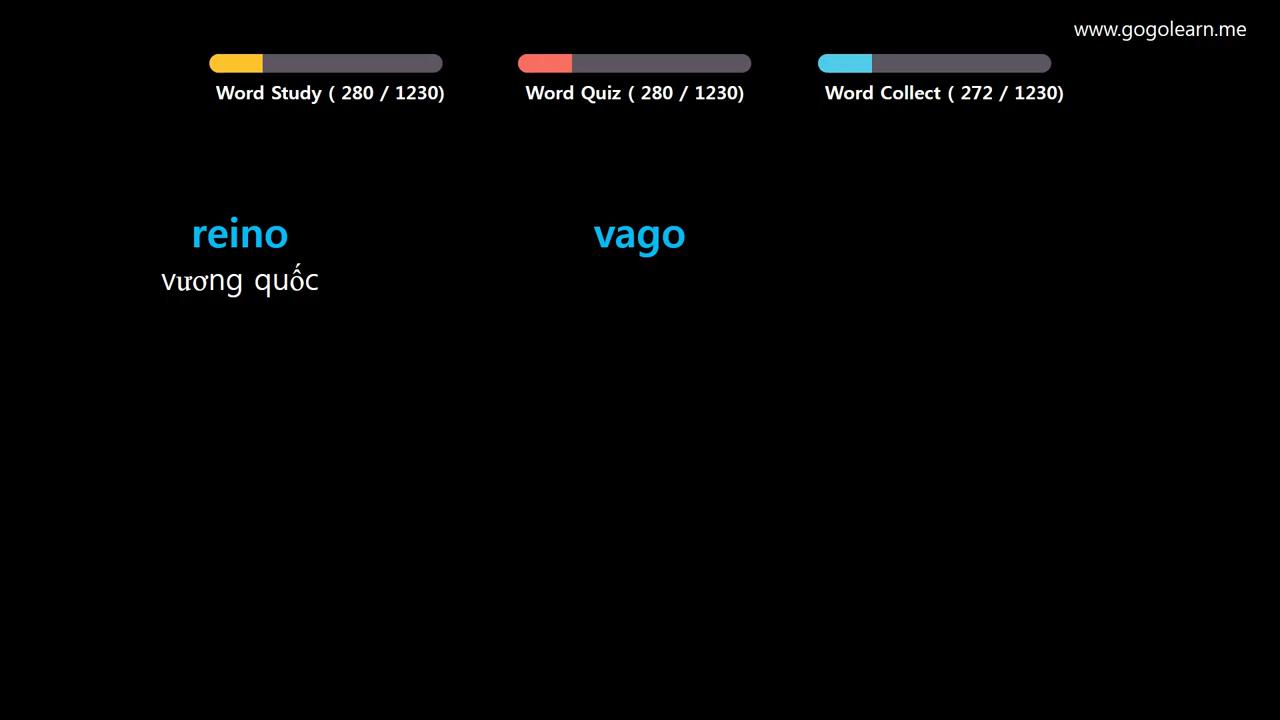 www.gogolearn.me
Word Study ( 280 / 1230)
Word Quiz ( 280 / 1230)
Word Collect ( 272 / 1230)
reino
vương quốc
vago